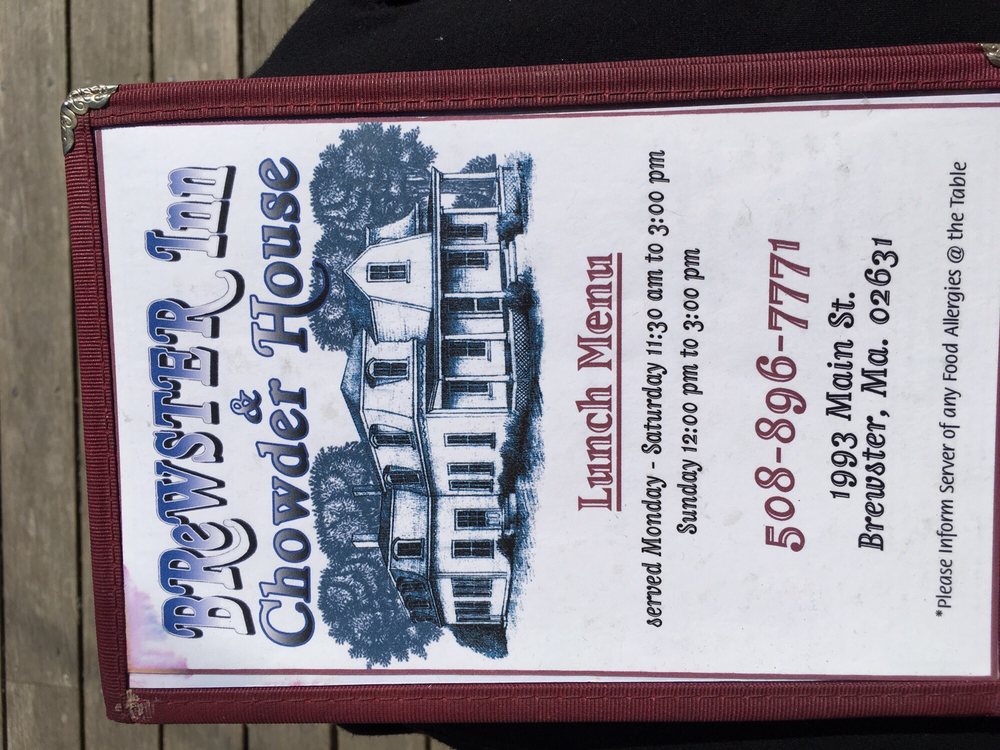 BReWSTER Inn
&
Chowder House
Lunch Menu
served Monday - Saturday 11:30 am to 3:00 pm
Sunday 12:00 pm to 3:00 pm
508-896-7771
1993 Main St.
Brewster, Ma. 02631
*Please Inform Server of any Food Allergies @ the Table